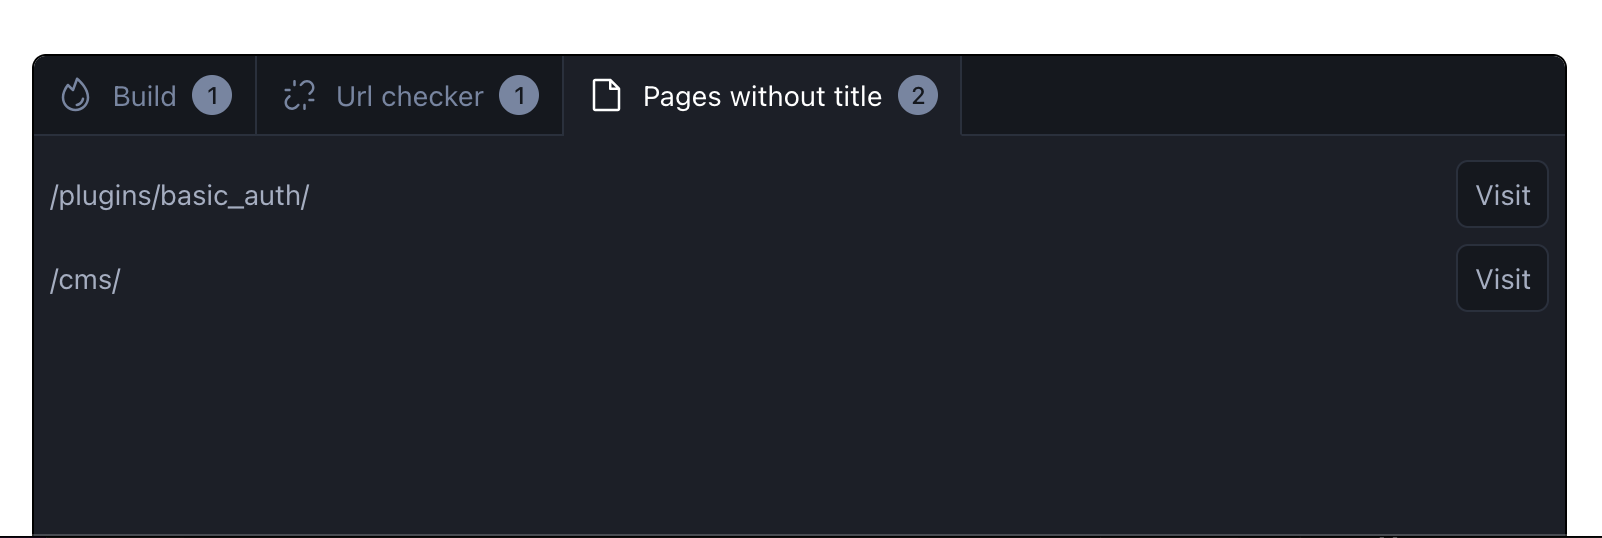 Build 1 Url checker 1 Pages without title 2
/plugins/basic_auth/ Visit
/cms/ Visit